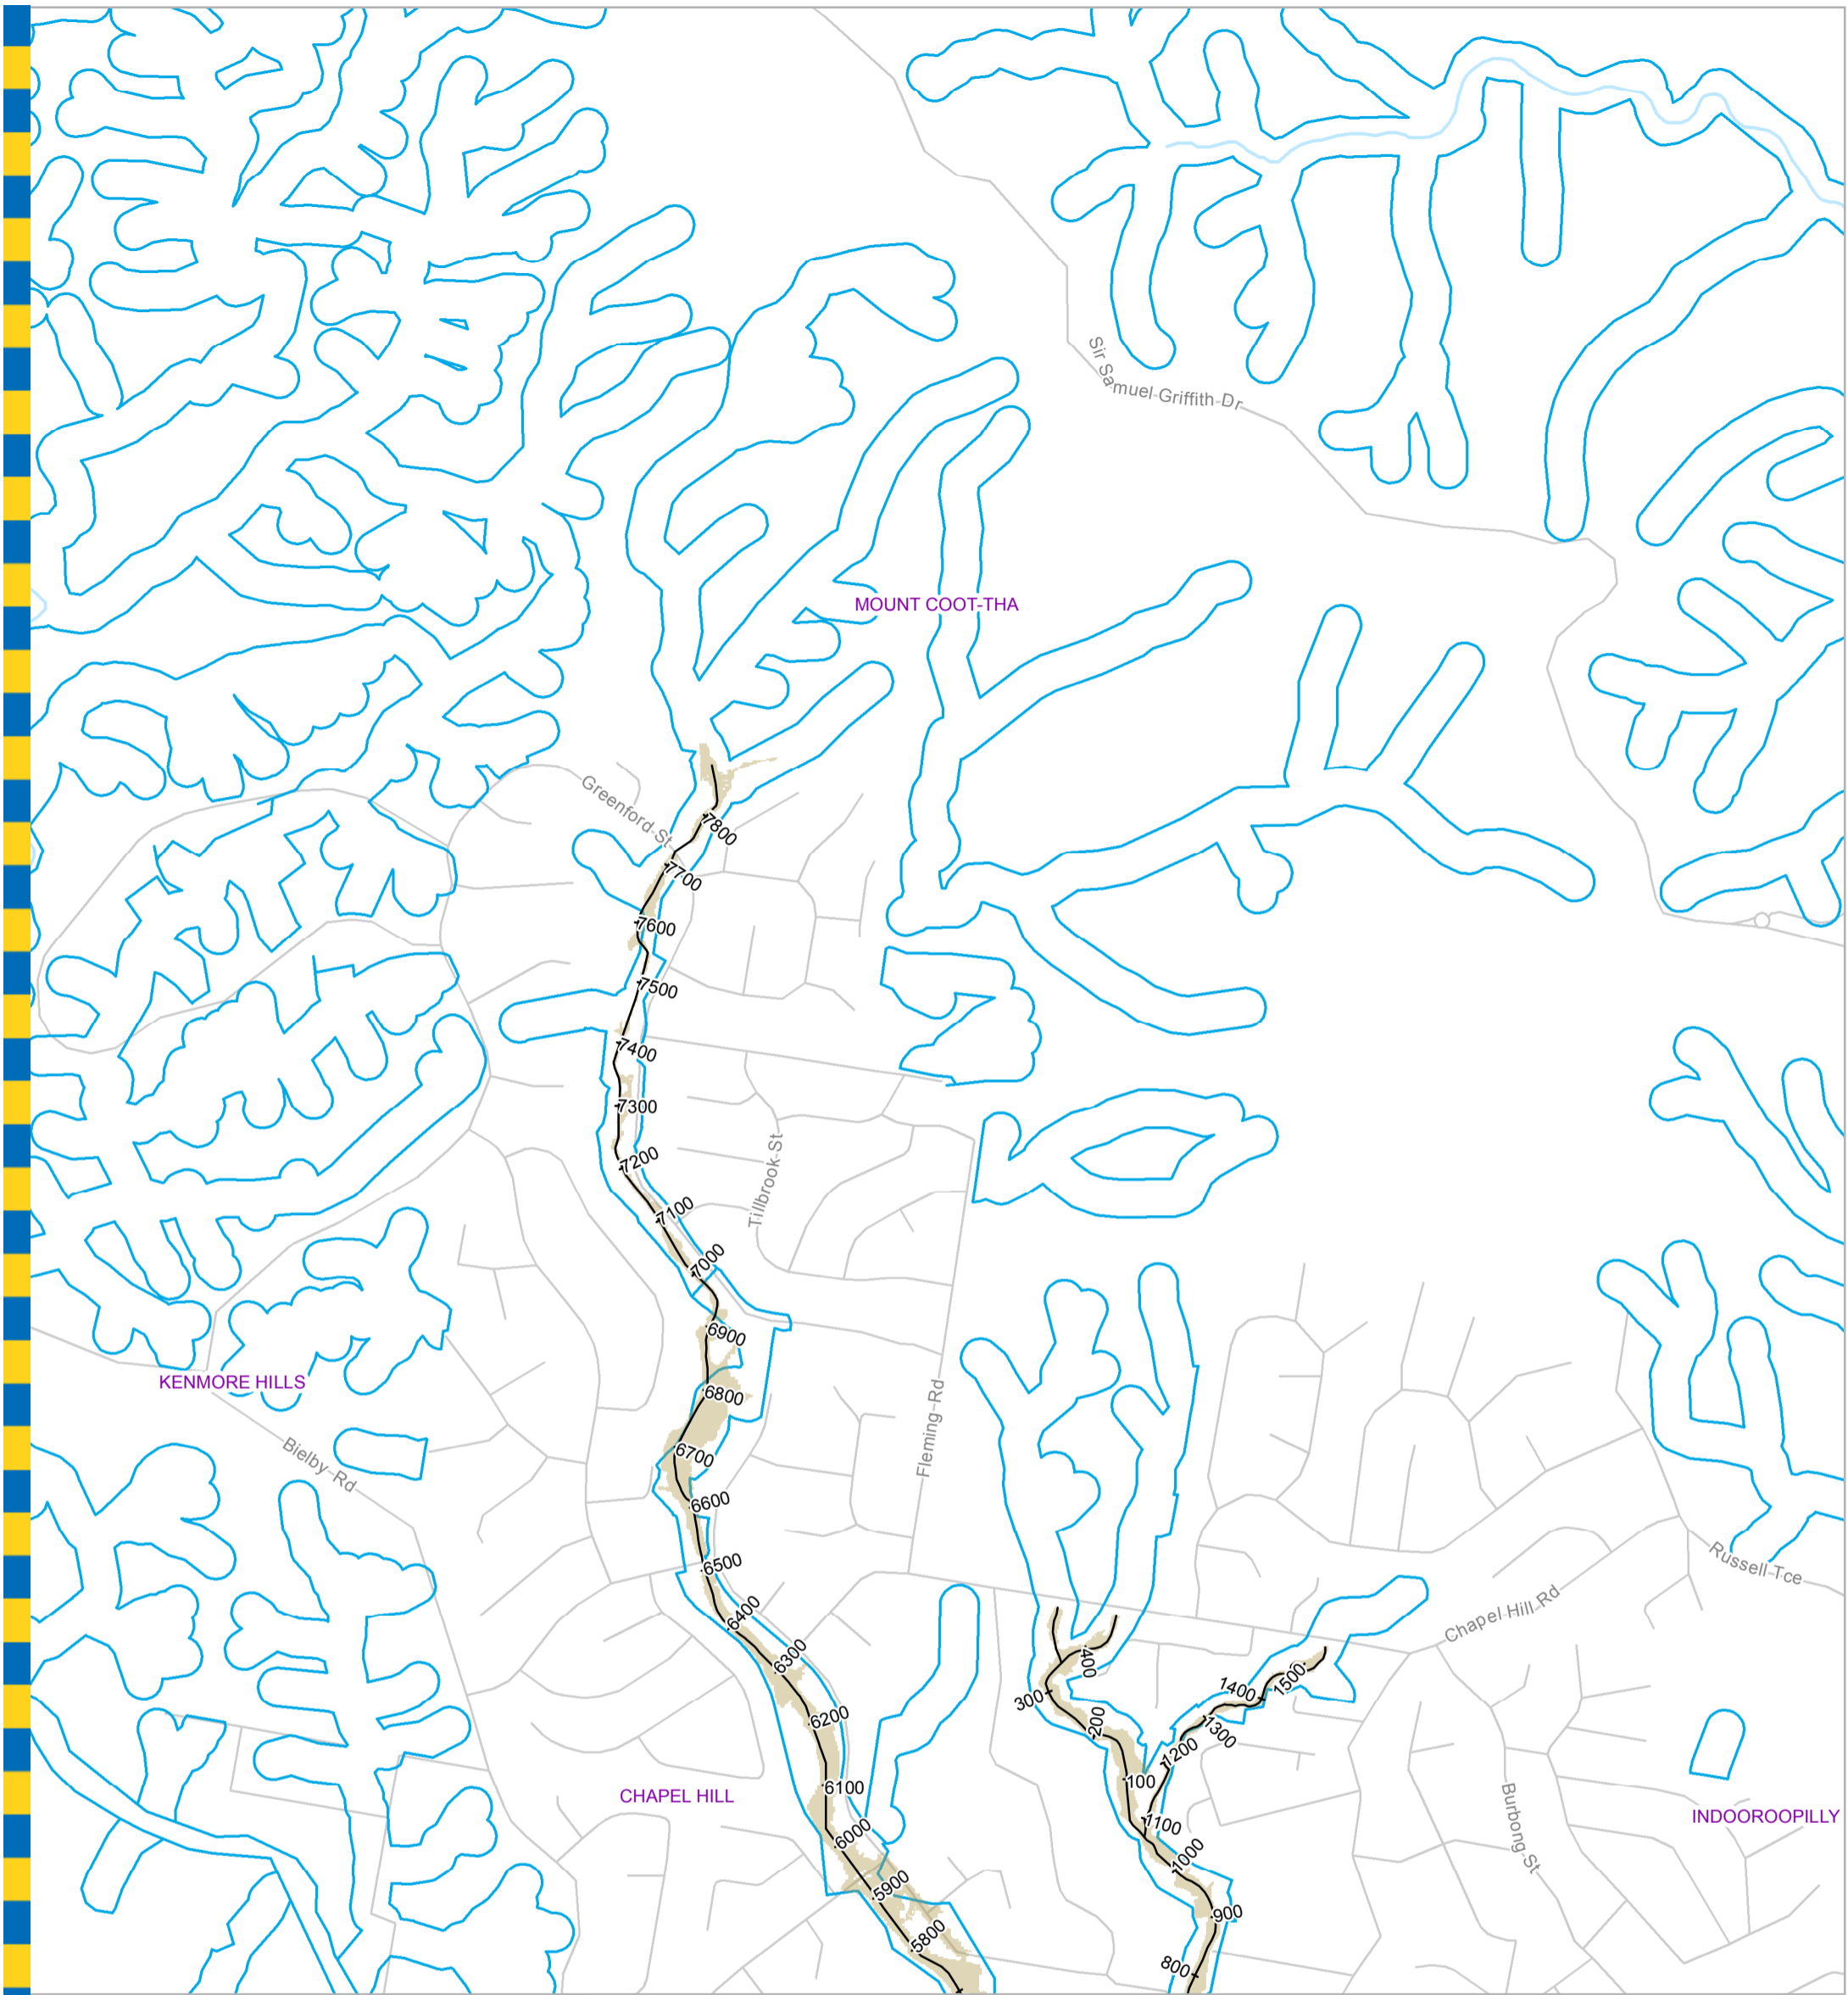 Sir Samuel Griffith Dr
MOUNT COOT-THA
Greenford St
7800
7700
7600
7500
7400
7300
7200
Tillbrook St
7100
7000
6900
KENMORE HILLS
6800
Fleming Rd
Bielby Rd
6700
6600
6500
Russell Tce
Chapel Hill Rd
6400
6300
400
1500
1400
300
200
1300
6200
1200
100
6100
CHAPEL HILL
Burbong St
INDOOROOPILLY
1100
6000
1000
5900
900
5800
800